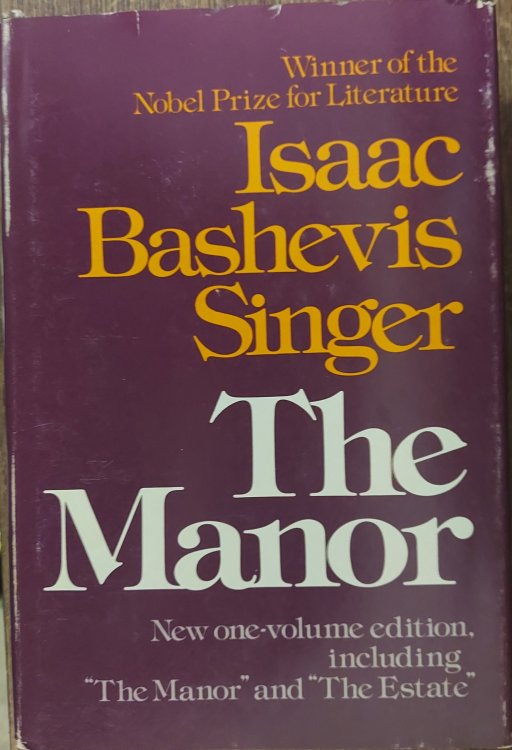 Winner of the
Nobel Prize for Literature
Isaac
Bashevis
Singer
The
Manor
New one-volume edition,
including
"The Manor" and "The Estate"